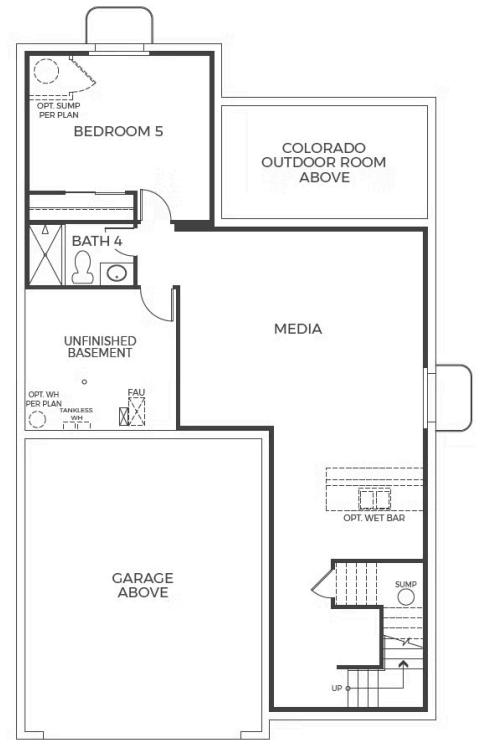 OPT. SUMP
PER PLAN
BEDROOM 5
COLORADO
OUTDOOR ROOM
ABOVE
BATH 4
MEDIA
UNFINISHED
BASEMENT
OPT. WH
PER PLAN
TANKLESS
WH
FAU
OPT. WET BAR
GARAGE
ABOVE
SUMP
UP